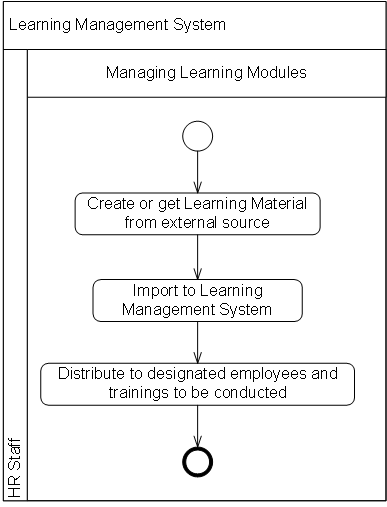 Learning Management System
Managing Learning Modules
Create or get Learning Material
from external source
Import to Learning
Management System
Distribute to designated employees and
trainings to be conducted
HR Staff